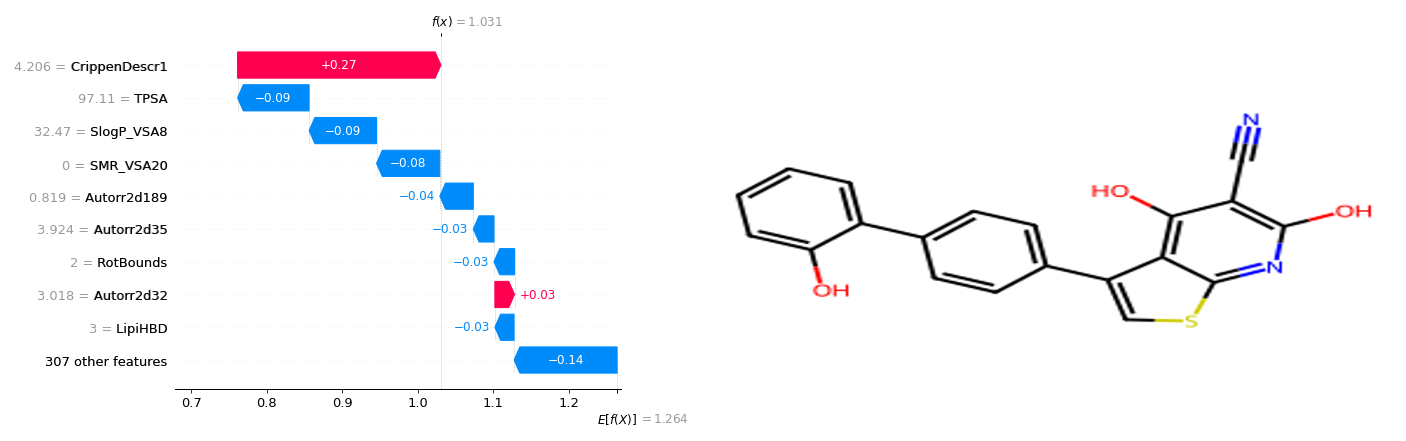 f(x) = 1.031
4.206 = CrippenDescr1
+0.27
97.11 = TPSA
−0.09
32.47 = SlogP_VSA8
−0.09
0 = SMR_VSA20
−0.08
0.819 = Autorr2d189
−0.04
3.924 = Autorr2d35
−0.03
2 = RotBounds
−0.03
3.018 = Autorr2d32
+0.03
3 = LipiHBD
−0.03
307 other features
−0.14
0.7 0.8 0.9 1.0 1.1 1.2
E[f(X)] = 1.264
N
HO
OH
N
OH
S